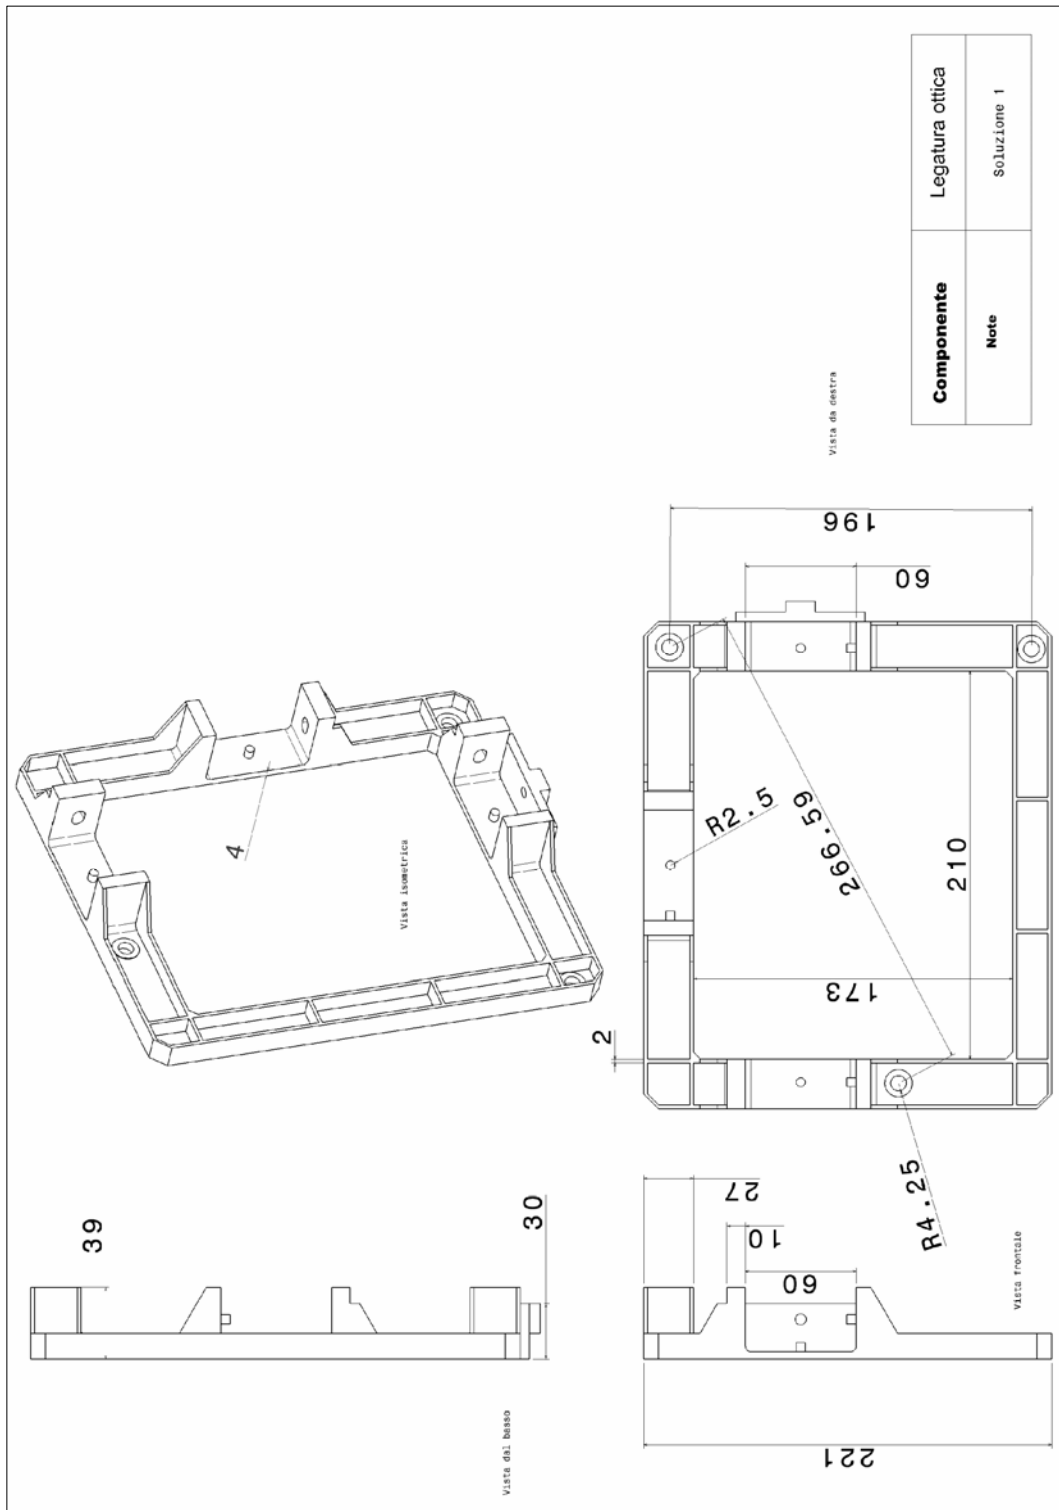 Componente Legatura ottica
Note Soluzione 1
Vista da destra
196
60
4
Vista isometrica
R2.5
266.59
210
173
2
R4.25
27
10
60
Vista frontale
221
39
30
Vista dal basso